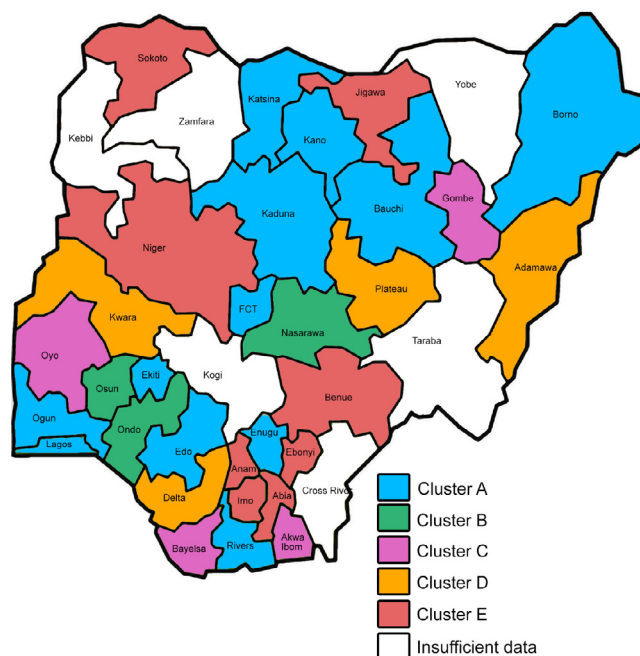 Sokoto
Katsina
Jigawa
Yobe
Borno
Zamfara
Kebbi
Kano
Gombe
Kaduna
Bauchi
Niger
Adamawa
Plateau
FCT
Kwara
Nasarawa
Taraba
Oyo
Kogi
Ekiti
Osun
Benue
Ogun
Ondo
Enugu
Lagos
Edo
Ebonyi
Anam
Cross River
Delta
Imo
Abia
Akwa
Ibom
Bayelsa
Rivers
Cluster A
Cluster B
Cluster C
Cluster D
Cluster E
Insufficient data